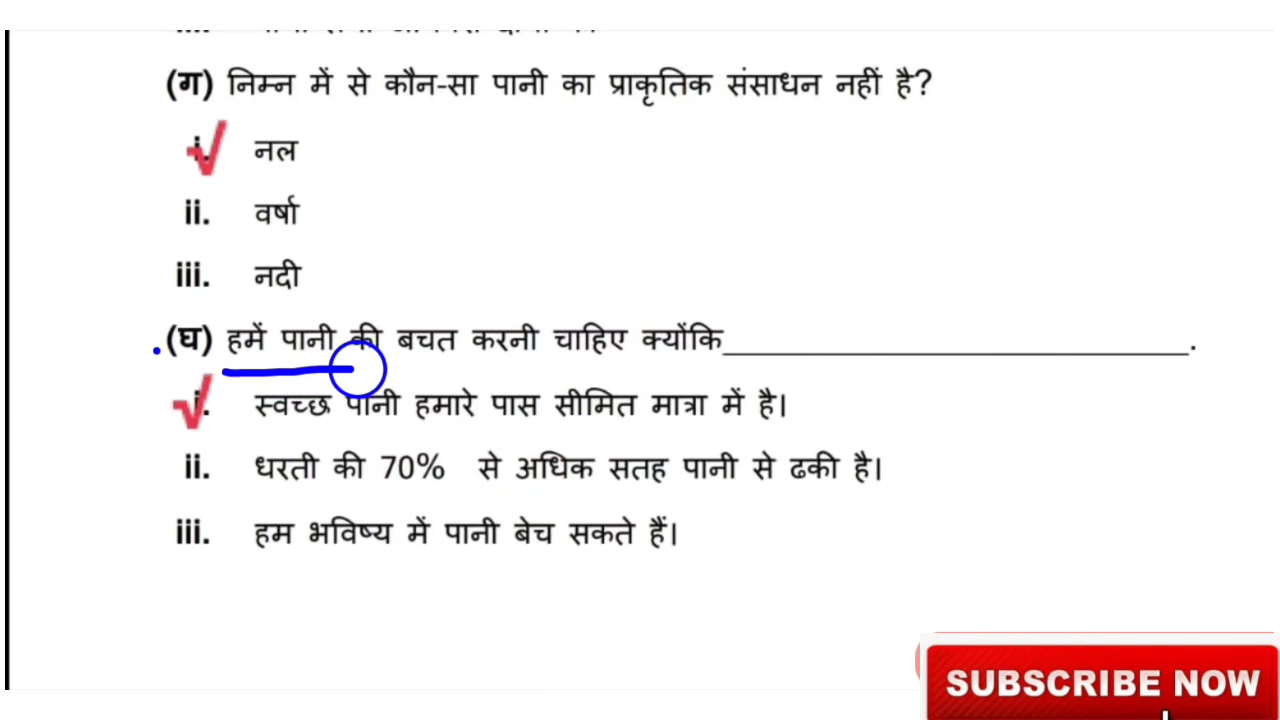 (ग) निम्न में से कौन-सा पानी का प्राकृतिक संसाधन नहीं है?
i. नल
ii. वर्षा
iii. नदी
(घ) हमें पानी की बचत करनी चाहिए क्योंकि____________________.
i. स्वच्छ पानी हमारे पास सीमित मात्रा में है।
ii. धरती की 70% से अधिक सतह पानी से ढकी है।
iii. हम भविष्य में पानी बेच सकते हैं।
SUBSCRIBE NOW